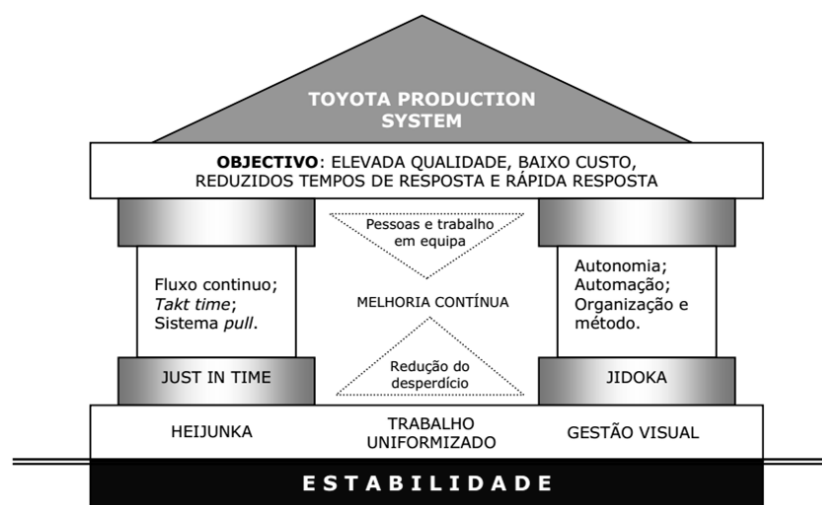 TOYOTA PRODUCTION
SYSTEM
OBJECTIVO: ELEVADA QUALIDADE, BAIXO CUSTO,
REDUZIDOS TEMPOS DE RESPOSTA E RÁPIDA RESPOSTA
Pessoas e trabalho
em equipa
Fluxo continuo;
Takt time;
Sistema pull.
MELHORIA CONTÍNUA
Autonomia;
Automação;
Organização e
método.
JUST IN TIME
Redução do
desperdício
JIDOKA
HEIJUNKA
TRABALHO
UNIFORMIZADO
GESTÃO VISUAL
ESTABILIDADE